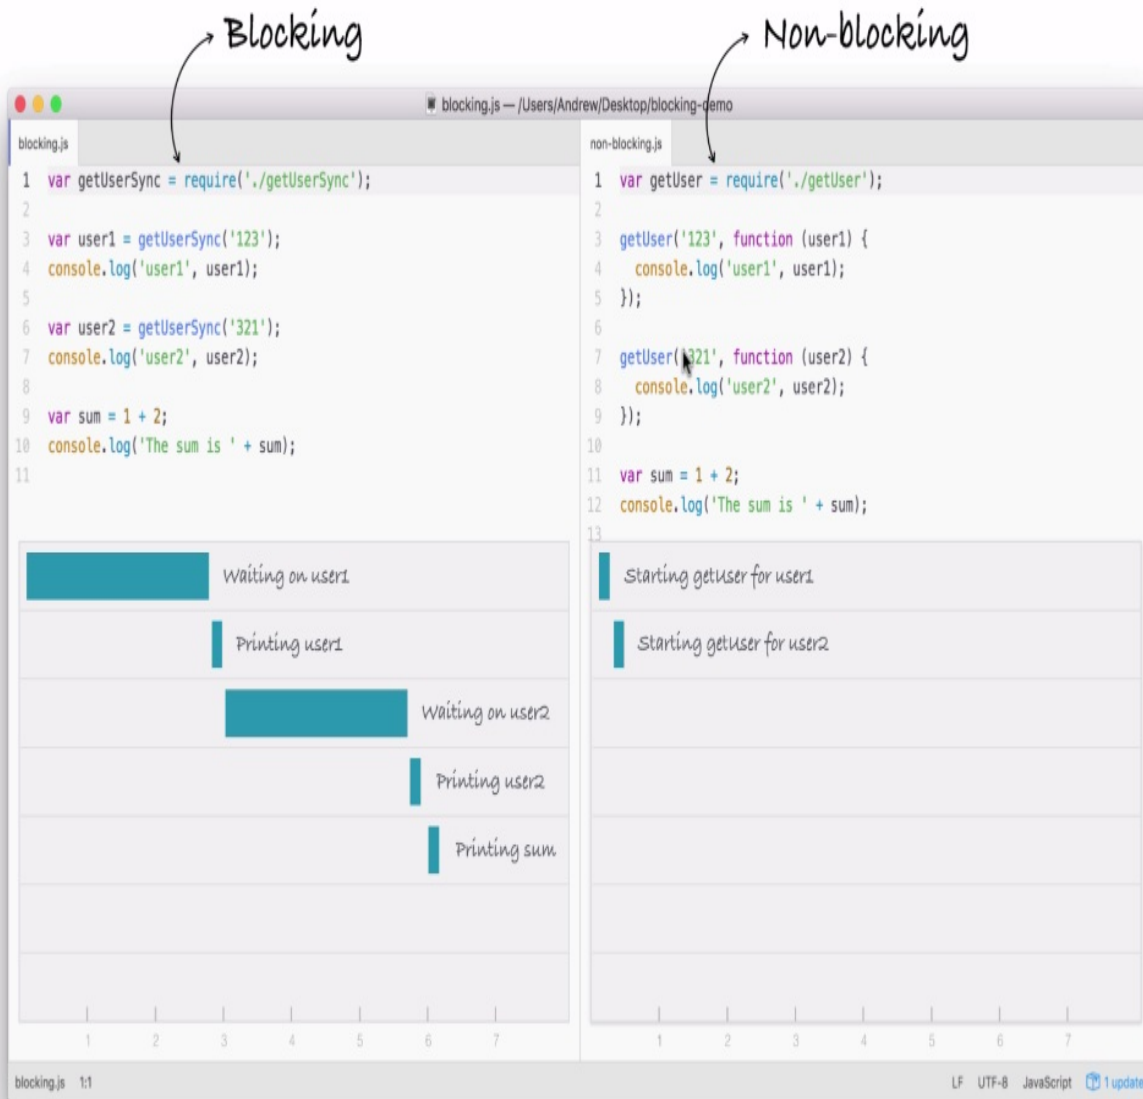 Blocking
Non-blocking
blocking.js — /Users/Andrew/Desktop/blocking-demo
blocking.js
1 var getUserSync = require('./getUserSync');
2
3 var user1 = getUserSync('123');
4 console.log('user1', user1);
5
6 var user2 = getUserSync('321');
7 console.log('user2', user2);
8
9 var sum = 1 + 2;
10 console.log('The sum is ' + sum);
11
Waiting on user1
Printing user1
Waiting on user2
Printing user2
Printing sum
1 2 3 4 5 6 7
non-blocking.js
1 var getUser = require('./getUser');
2
3 getUser('123', function (user1) {
4 console.log('user1', user1);
5 });
6
7 getUser('321', function (user2) {
8 console.log('user2', user2);
9 });
10
11 var sum = 1 + 2;
12 console.log('The sum is ' + sum);
13
Starting getUser for user1
Starting getUser for user2
1 2 3 4 5 6 7
blocking.js 1:1
LF UTF-8 JavaScript 1 update